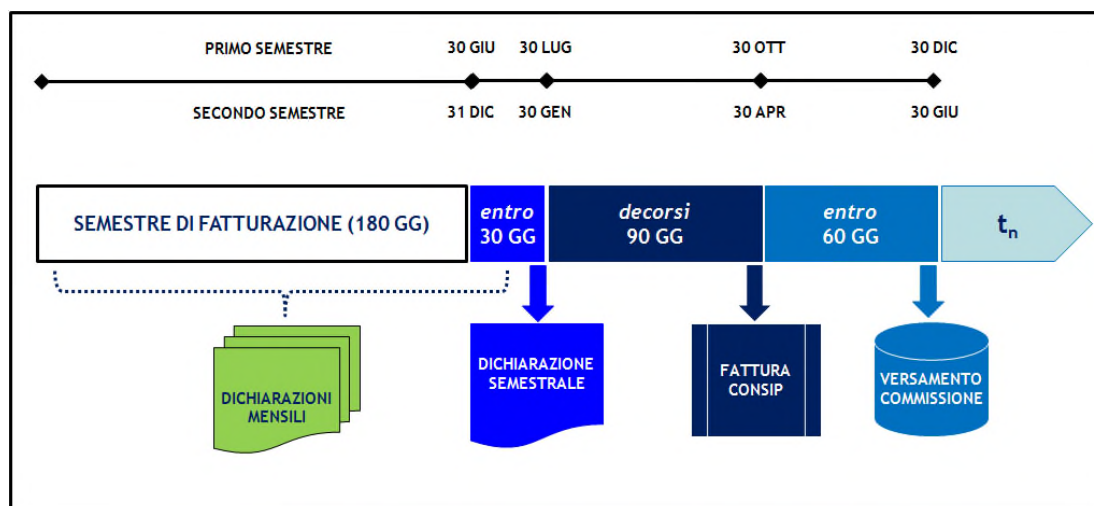 PRIMO SEMESTRE 30 GIU 30 LUG 30 OTT 30 DIC
SECONDO SEMESTRE 31 DIC 30 GEN 30 APR 30 GIU
SEMESTRE DI FATTURAZIONE (180 GG)
entro
30 GG
decorsi
90 GG
entro
60 GG
tn
DICHIARAZIONI
MENSILI
DICHIARAZIONE
SEMESTRALE
FATTURA
CONSIP
VERSAMENTO
COMMISSIONE